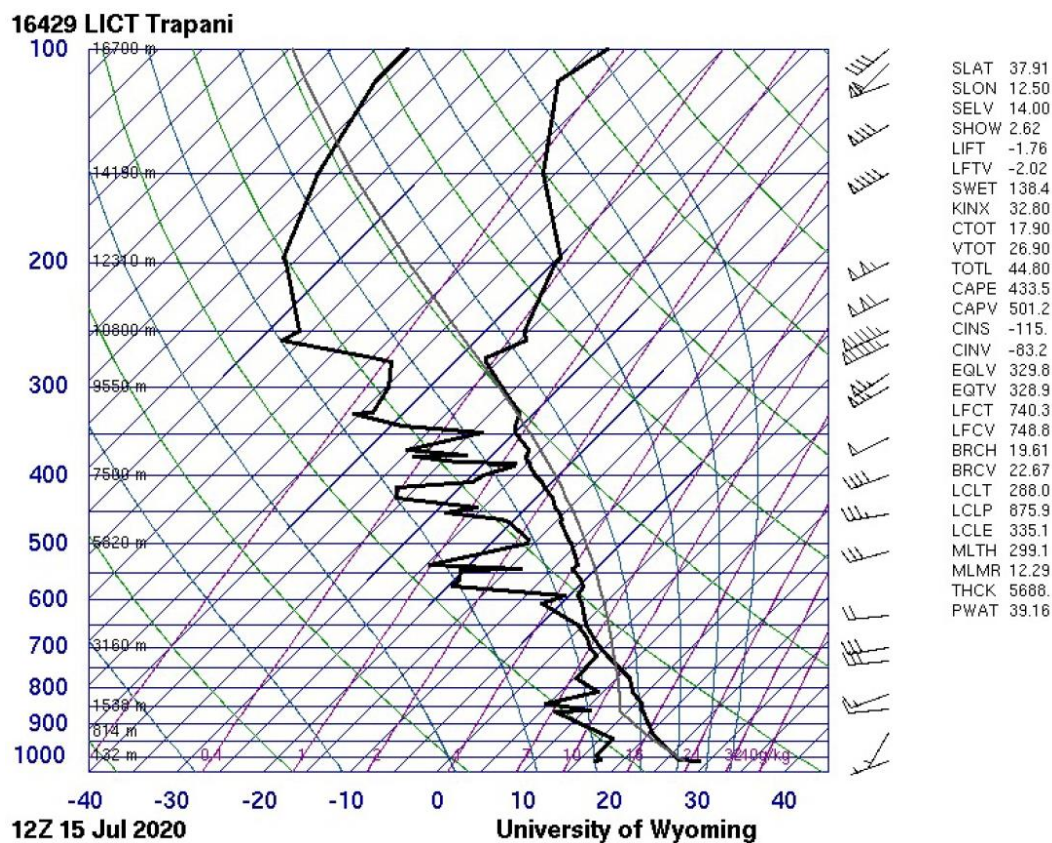 16429 LICT Trapani
100
16700 m
14190 m
200
12310 m
10800 m
300
9550 m
400
7500 m
500
5820 m
600
700
3160 m
800
1538 m
900
814 m
1000
132 m
0.4
1
2
4
7
10
16
24
32
40g/kg
-40
-30
-20
-10
0
10
20
30
40
12Z 15 Jul 2020
University of Wyoming
SLAT 37.91
SLON 12.50
SELV 14.00
SHOW 2.62
LIFT -1.76
LFTV -2.02
SWET 138.4
KINX 32.80
CTOT 17.90
VTOT 26.90
TOTL 44.80
CAPE 433.5
CAPV 501.2
CINS -115.
CINV -83.2
EQLV 329.8
EQTV 328.9
LFCT 740.3
LFCV 748.8
BRCH 19.61
BRCV 22.67
LCLT 288.0
LCLP 875.9
LCLE 335.1
MLTH 299.1
MLMR 12.29
THCK 5688.
PWAT 39.16